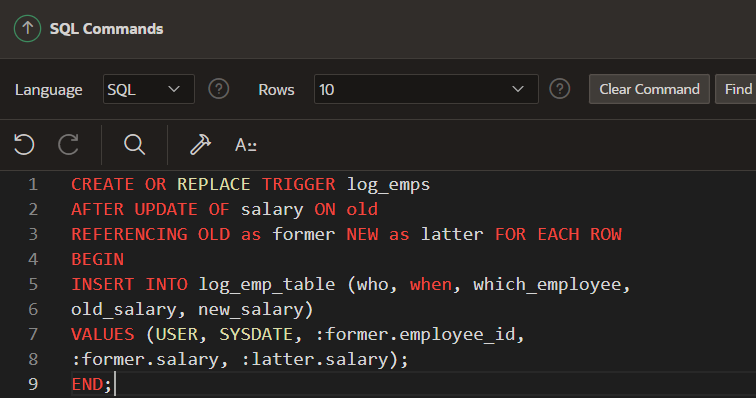 SQL Commands
Language SQL Rows 10 Clear Command Find
A::
1 CREATE OR REPLACE TRIGGER log_emps
2 AFTER UPDATE OF salary ON old
3 REFERENCING OLD as former NEW as latter FOR EACH ROW
4 BEGIN
5 INSERT INTO log_emp_table (who, when, which_employee,
6 old_salary, new_salary)
7 VALUES (USER, SYSDATE, :former.employee_id,
8 :former.salary, :latter.salary);
9 END;